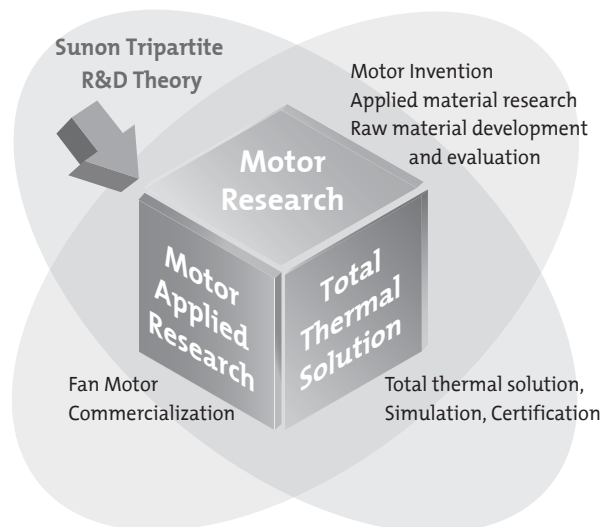 Sunon Tripartite
R&D Theory
Motor Invention
Applied material research
Raw material development
and evaluation
Motor
Research
Motor
Applied
Research
Total
Thermal
Solution
Fan Motor
Commercialization
Total thermal solution,
Simulation, Certification